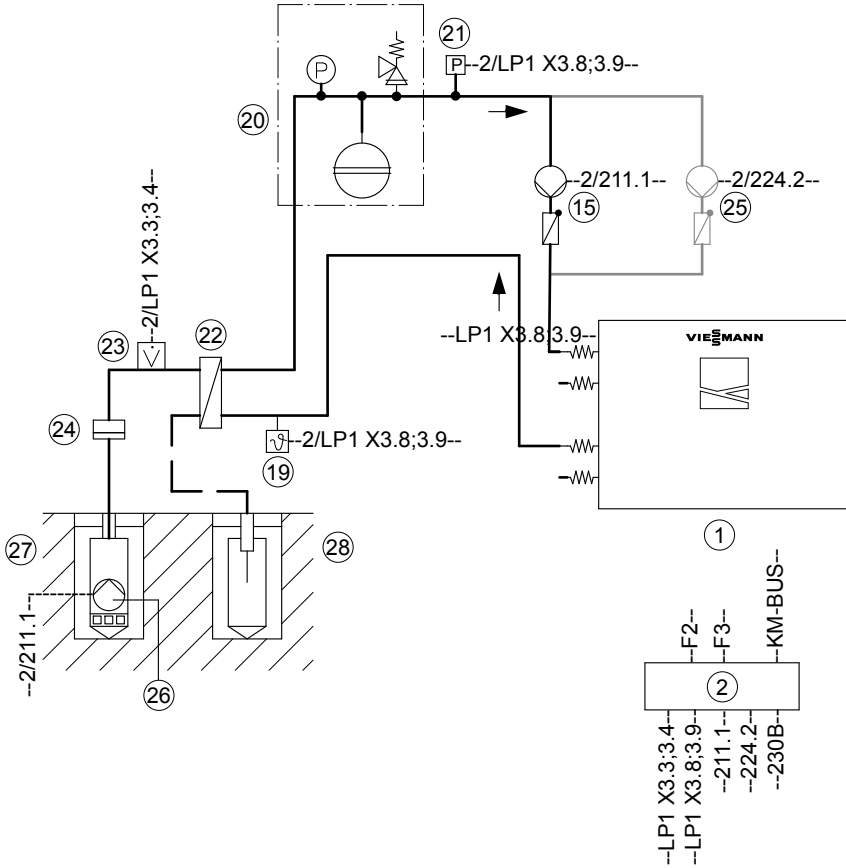 21
P
P
--2/LP1 X3.8;3.9--
20
--2/211.1--
--2/224.2--
15
25
--2/LP1 X3.3;3.4--
23
22
--LP1 X3.8;3.9--
VIESSMANN
24
--2/LP1 X3.8;3.9--
19
27
28
1
--2/211.1--
26
--F2--
--F3--
--KM-BUS--
2
--LP1 X3.3;3.4--
--LP1 X3.8;3.9--
--211.1--
--224.2--
--230B--